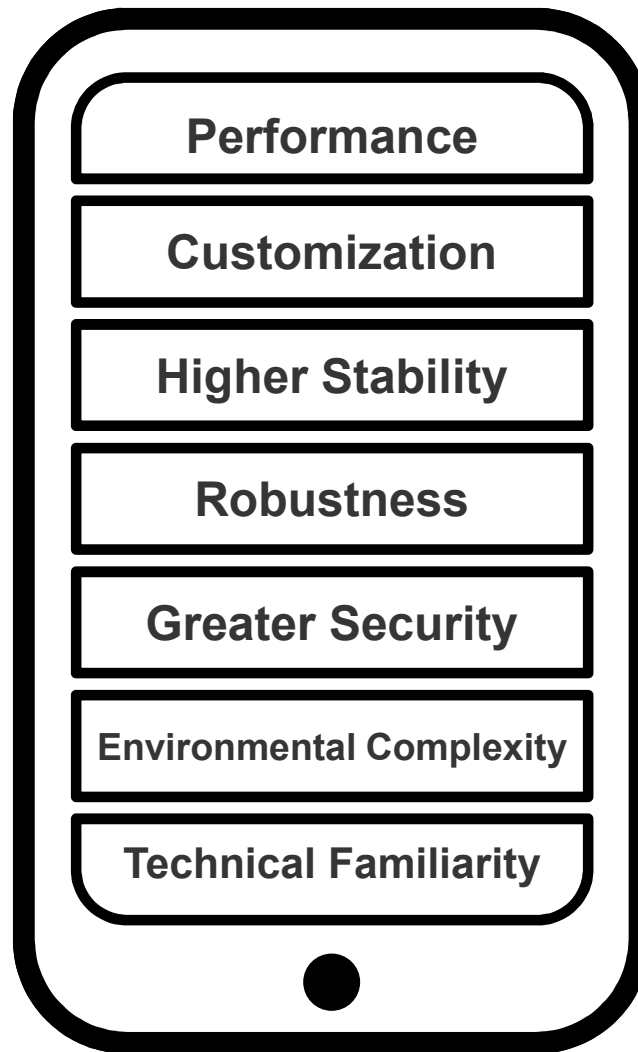 Performance
Customization
Higher Stability
Robustness
Greater Security
Environmental Complexity
Technical Familiarity